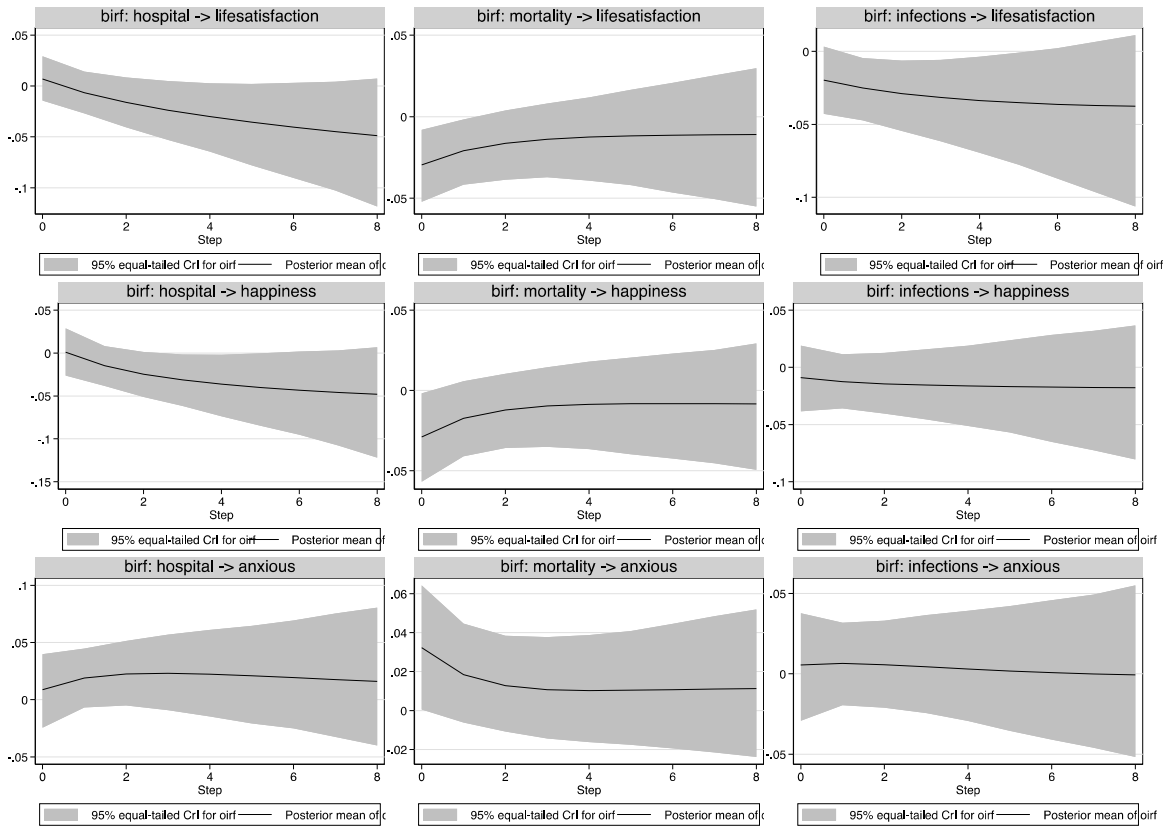 birf: hospital -> lifesatisfaction
.05
0
-.05
-.1
0 2 4 6 8
Step
95% equal-tailed CrI for oirf Posterior mean of
birf: mortality -> lifesatisfaction
0
-.05
0 2 4 6 8
Step
95% equal-tailed CrI for oirf Posterior mean of
birf: infections -> lifesatisfaction
0
-.05
-.1
0 2 4 6 8
Step
95% equal-tailed CrI for oirf Posterior mean of oirf
birf: hospital -> happiness
.05
0
-.05
-.1
-.15
0 2 4 6 8
Step
95% equal-tailed CrI for oirf Posterior mean of
birf: mortality -> happiness
.05
0
-.05
0 2 4 6 8
Step
95% equal-tailed CrI for oirf Posterior mean of
birf: infections -> happiness
.05
0
-.05
-.1
0 2 4 6 8
Step
95% equal-tailed CrI for oirf Posterior mean of oirf
birf: hospital -> anxious
.1
.05
0
-.05
0 2 4 6 8
Step
95% equal-tailed CrI for oirf Posterior mean of
birf: mortality -> anxious
.06
.04
.02
0
-.02
0 2 4 6 8
Step
95% equal-tailed CrI for oirf Posterior mean of
birf: infections -> anxious
.05
0
-.05
0 2 4 6 8
Step
95% equal-tailed CrI for oirf Posterior mean of oirf